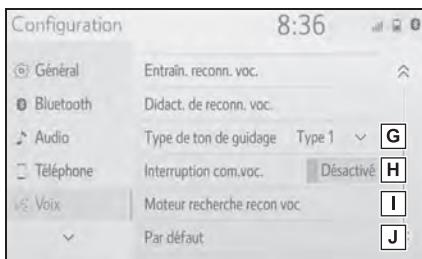 Configuration 8:36
Général Entraîn. reconn. voc.
Bluetooth Didact. de reconn. voc.
Audio Type de ton de guidage Type 1 G
Téléphone Interruption com.voc. Désactivé H
Voix Moteur recherche recon voc I
Par défaut J